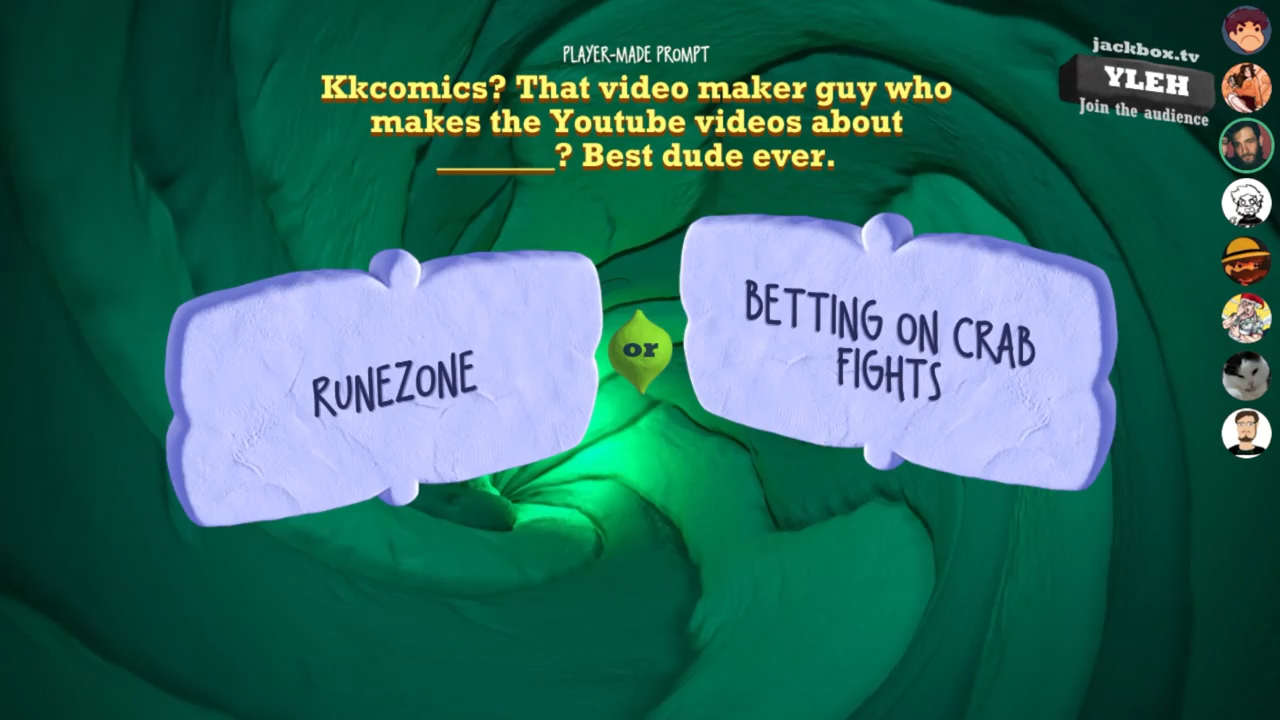 PLAYER-MADE PROMPT
Kkcomics? That video maker guy who
makes the Youtube videos about
________? Best dude ever.
jackbox.tv
YLEH
Join the audience
RUNEZONE
or
BETTING ON CRAB
FIGHTS